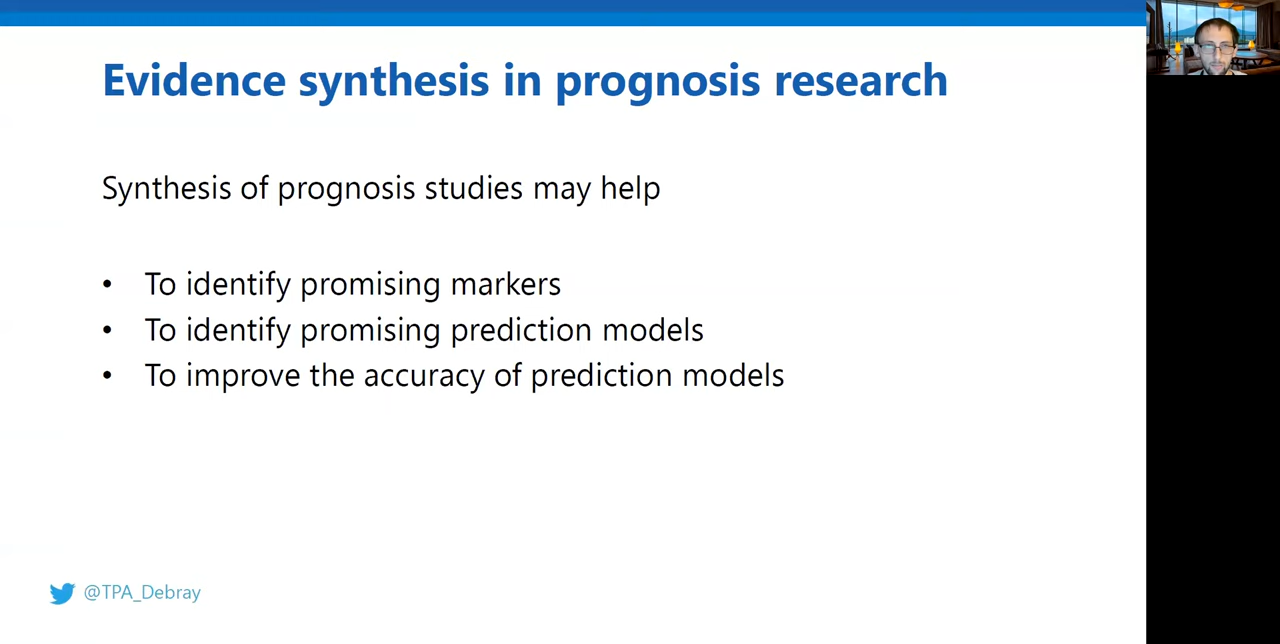 Evidence synthesis in prognosis research
Synthesis of prognosis studies may help
• To identify promising markers
• To identify promising prediction models
• To improve the accuracy of prediction models
@TPA_Debray